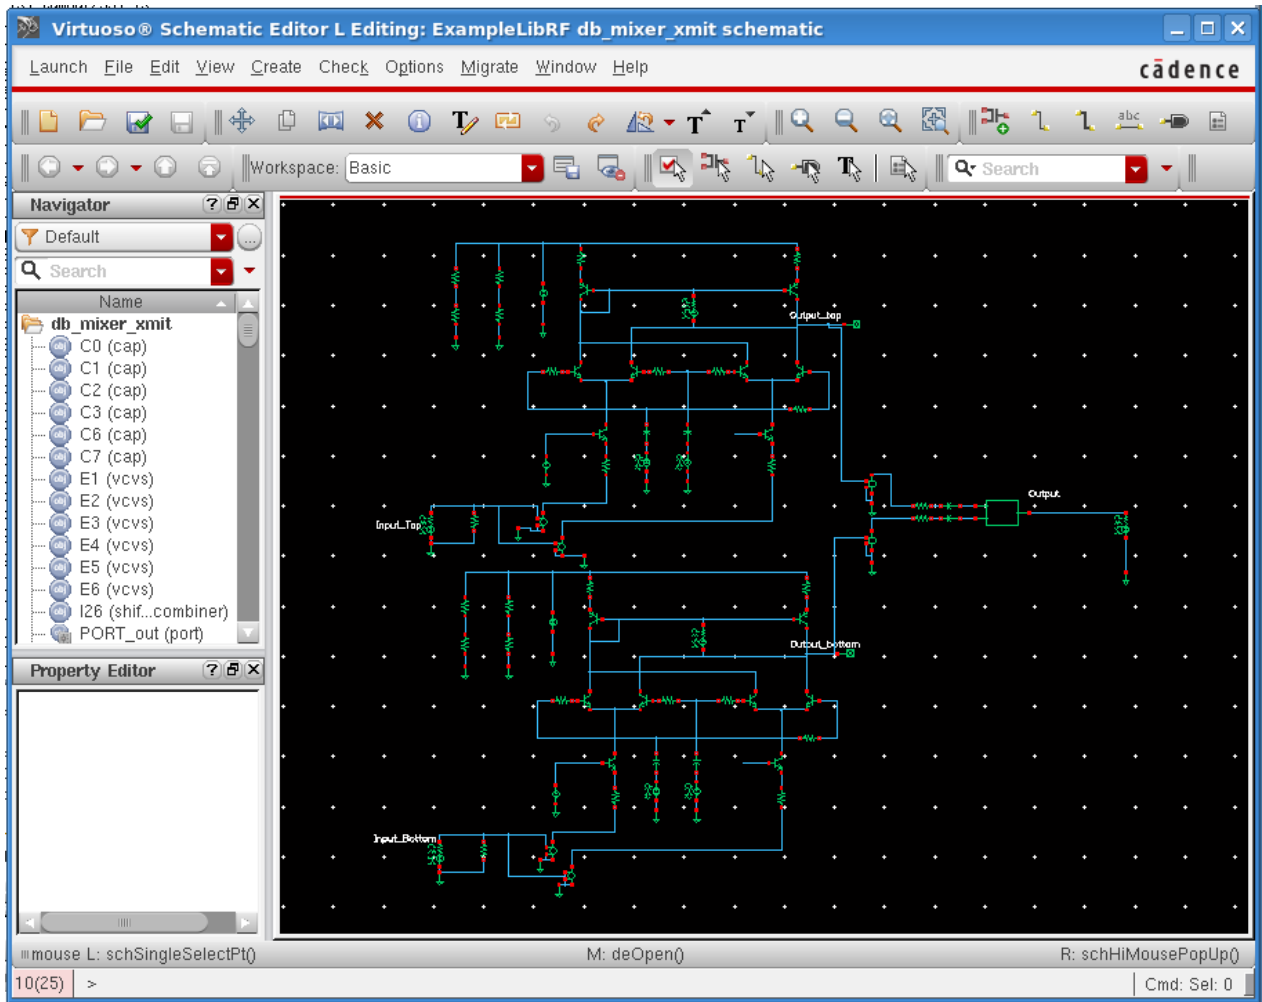 Virtuoso® Schematic Editor L Editing: ExampleLibRF db_mixer_xmit schematic
Launch File Edit View Create Check Options Migrate Window Help
cādence
abc
Workspace: Basic
Search
Navigator
Default
Search
Name
db_mixer_xmit
C0 (cap)
C1 (cap)
C2 (cap)
C3 (cap)
C6 (cap)
C7 (cap)
E1 (vcvs)
E2 (vcvs)
E3 (vcvs)
E4 (vcvs)
E5 (vcvs)
E6 (vcvs)
I26 (shif...combiner)
PORT_out (port)
Property Editor
Output_top
Input_Top
Output
Output_bottom
Input_Bottom
mouse L: schSingleSelectPt()
M: deOpen()
R: schHiMousePopUp()
10(25) >
Cmd: Sel: 0